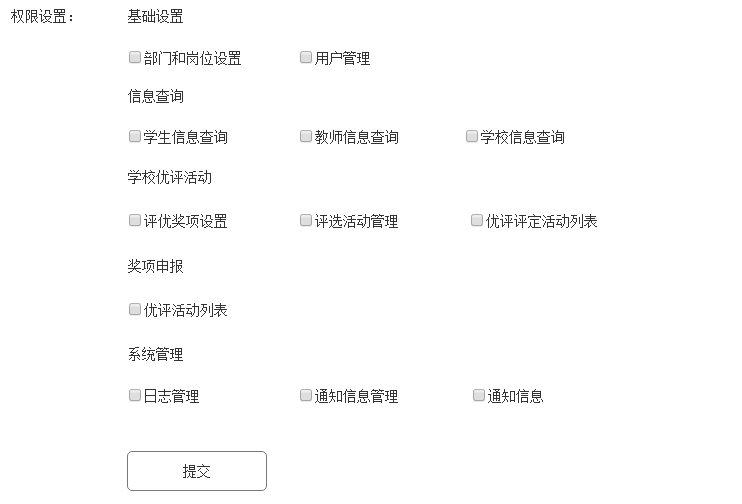 权限设置： 基础设置
部门和岗位设置 用户管理
信息查询
学生信息查询 教师信息查询 学校信息查询
学校优评活动
评优奖项设置 评选活动管理 优评评定活动列表
奖项申报
优评活动列表
系统管理
日志管理 通知信息管理 通知信息
提交